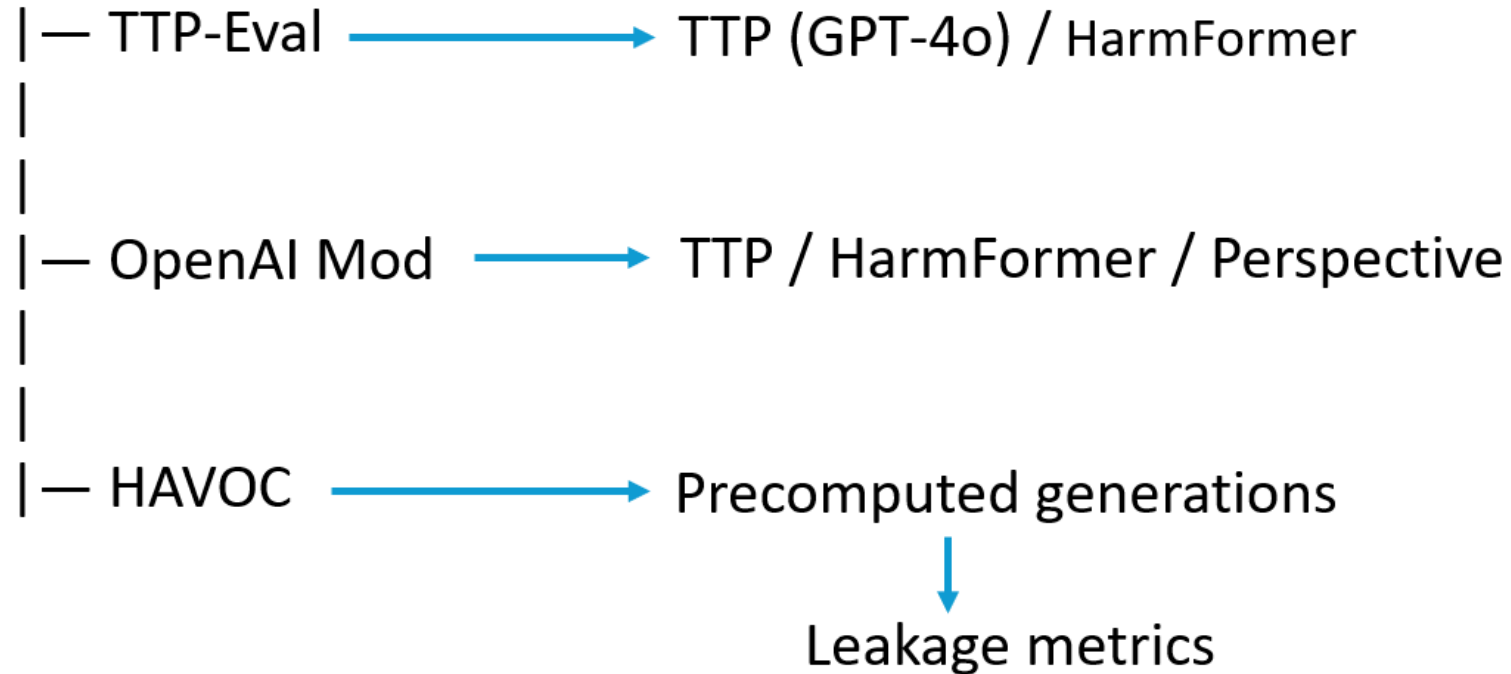 |— TTP-Eval TTP (GPT-4o) / HarmFormer
|
|
|— OpenAI Mod TTP / HarmFormer / Perspective
|
|
|— HAVOC Precomputed generations
Leakage metrics